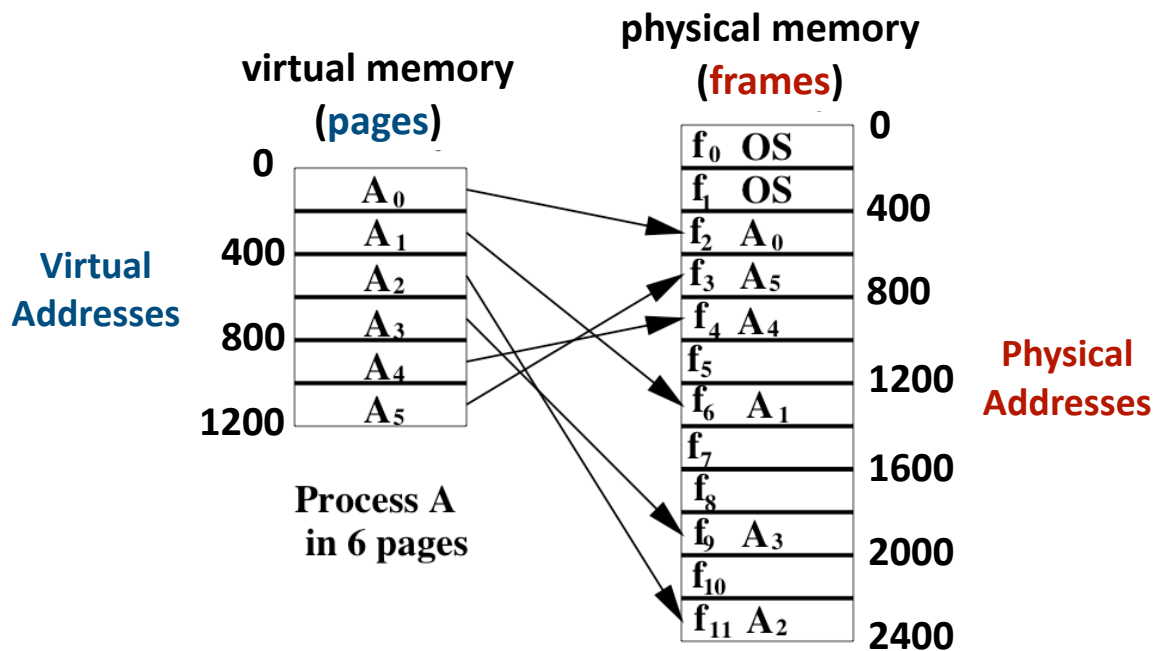 virtual memory
(pages)
0
400
800
1200
Virtual
Addresses
A0
A1
A2
A3
A4
A5
Process A
in 6 pages
physical memory
(frames)
f0 OS
f1 OS
f2 A0
f3 A5
f4 A4
f5
f6 A1
f7
f8
f9 A3
f10
f11 A2
0
400
800
1200
1600
2000
2400
Physical
Addresses